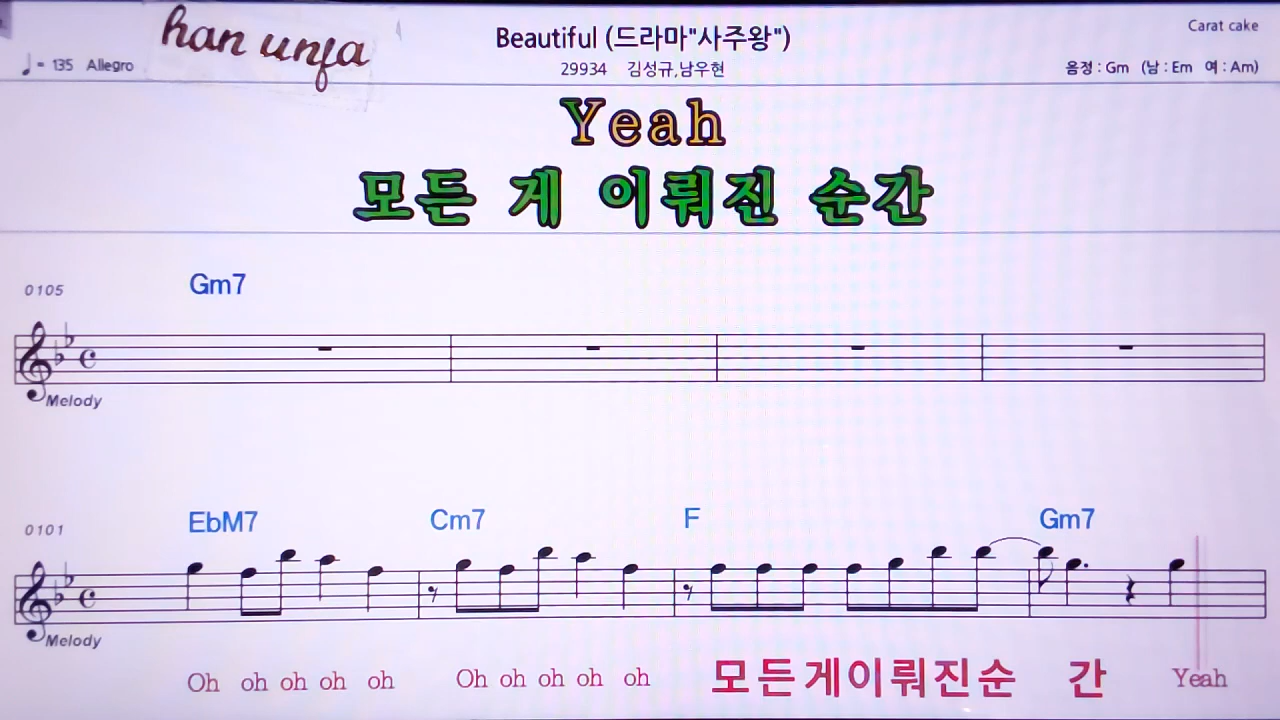 han unfa
Beautiful (드라마"사주왕")
Carat cake
♩= 135 Allegro
29934 김성규,남우현
음정 : Gm (남 : Em 여 : Am)
Yeah
모든 게 이뤄진 순간
0105 Gm7
Melody
0101 EbM7 Cm7 F Gm7
Melody
Oh oh oh oh oh Oh oh oh oh oh 모든게이뤄진순 간 Yeah